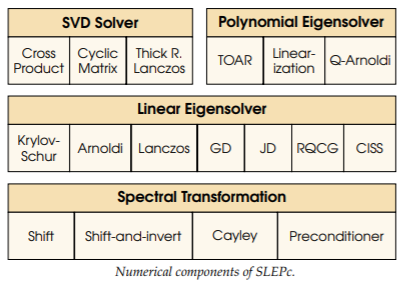 SVD Solver
Cross Product
Cyclic Matrix
Thick R. Lanczos
Polynomial Eigensolver
TOAR
Linear-ization
Q-Arnoldi
Linear Eigensolver
Krylov-Schur
Arnoldi
Lanczos
GD
JD
RQCG
CISS
Spectral Transformation
Shift
Shift-and-invert
Cayley
Preconditioner
Numerical components of SLEPc.